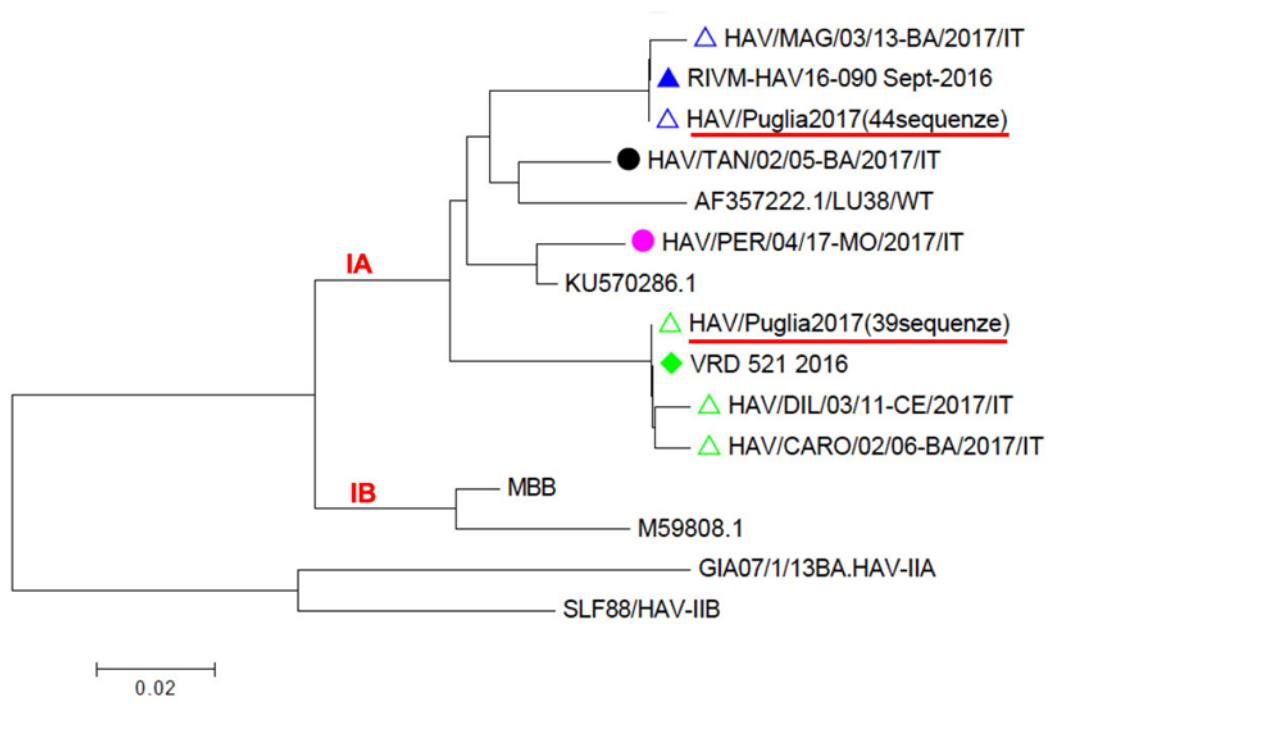 HAV/MAG/03/13-BA/2017/IT
RIVM-HAV16-090 Sept-2016
HAV/Puglia2017(44sequenze)
HAV/TAN/02/05-BA/2017/IT
AF357222.1/LU38/WT
HAV/PER/04/17-MO/2017/IT
IA
KU570286.1
HAV/Puglia2017(39sequenze)
VRD 521 2016
HAV/DIL/03/11-CE/2017/IT
HAV/CARO/02/06-BA/2017/IT
MBB
IB
M59808.1
GIA07/1/13BA.HAV-IIA
SLF88/HAV-IIB
0.02